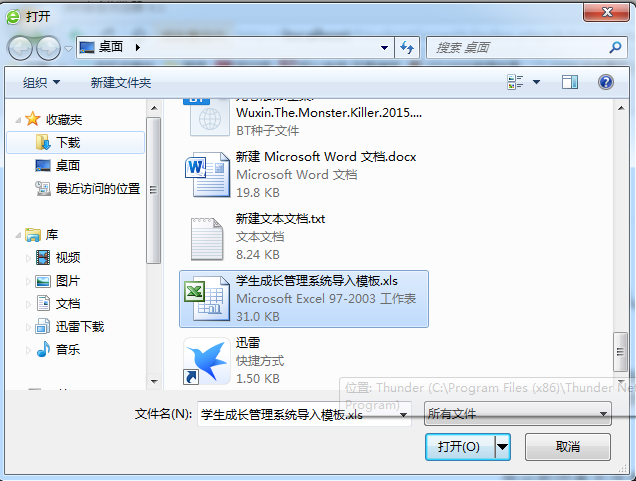 打开
桌面
搜索 桌面
组织
新建文件夹
收藏夹
下载
桌面
最近访问的位置
库
视频
图片
文档
迅雷下载
音乐
BT
Wuxin.The.Monster.Killer.2015....
BT种子文件
新建 Microsoft Word 文档.docx
Microsoft Word 文档
19.8 KB
新建文本文档.txt
文本文档
8.24 KB
学生成长管理系统导入模板.xls
Microsoft Excel 97-2003 工作表
31.0 KB
迅雷
快捷方式
1.50 KB
位置: Thunder (C:\Program Files (x86)\Thunder Net
Program)
文件名(N):
学生成长管理系统导入模板.xls
所有文件
打开(O)
取消